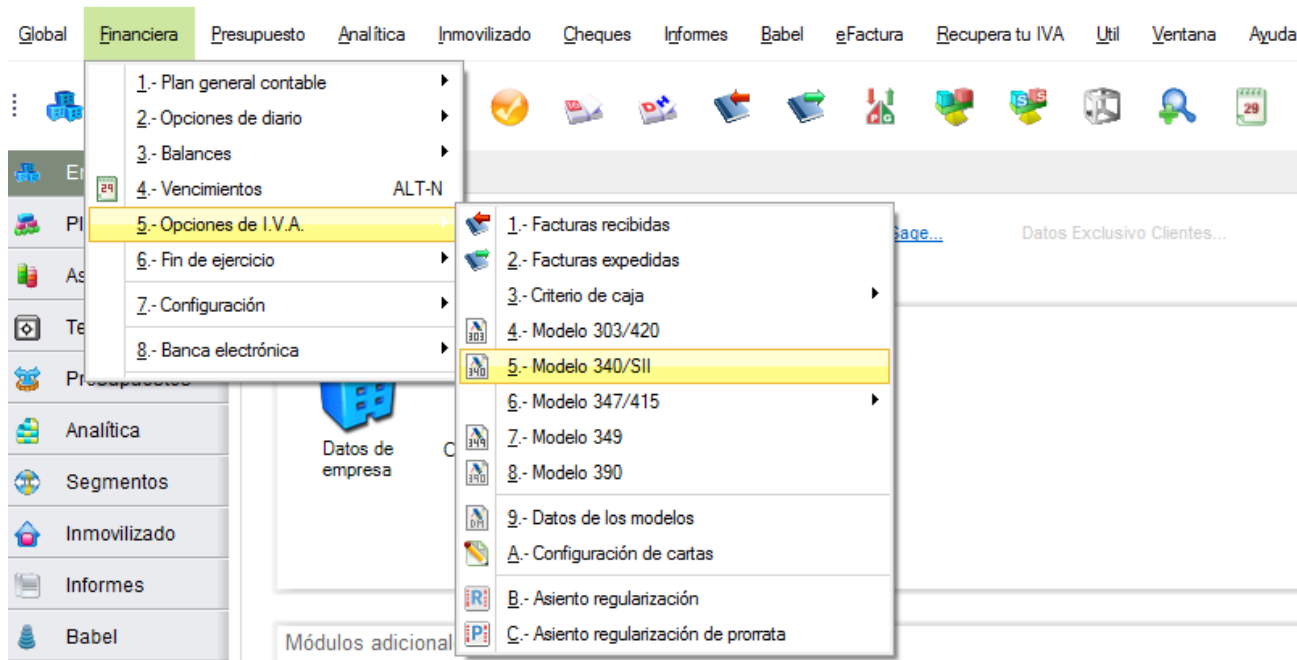 Global Financiera Presupuesto Analítica Inmovilizado Cheques Informes Babel eFactura Recupera tu IVA Util Ventana Ayuda
1.- Plan general contable
2.- Opciones de diario
3.- Balances
4.- Vencimientos ALT-N
5.- Opciones de I.V.A.
6.- Fin de ejercicio
7.- Configuración
8.- Banca electrónica
1.- Facturas recibidas
2.- Facturas expedidas
3.- Criterio de caja
4.- Modelo 303/420
5.- Modelo 340/SII
6.- Modelo 347/415
7.- Modelo 349
8.- Modelo 390
9.- Datos de los modelos
A.- Configuración de cartas
B.- Asiento regularización
C.- Asiento regularización de prorrata
Sage... Datos Exclusivo Clientes...
Analítica
Segmentos
Inmovilizado
Informes
Babel
Datos de
empresa
Módulos adicional
29